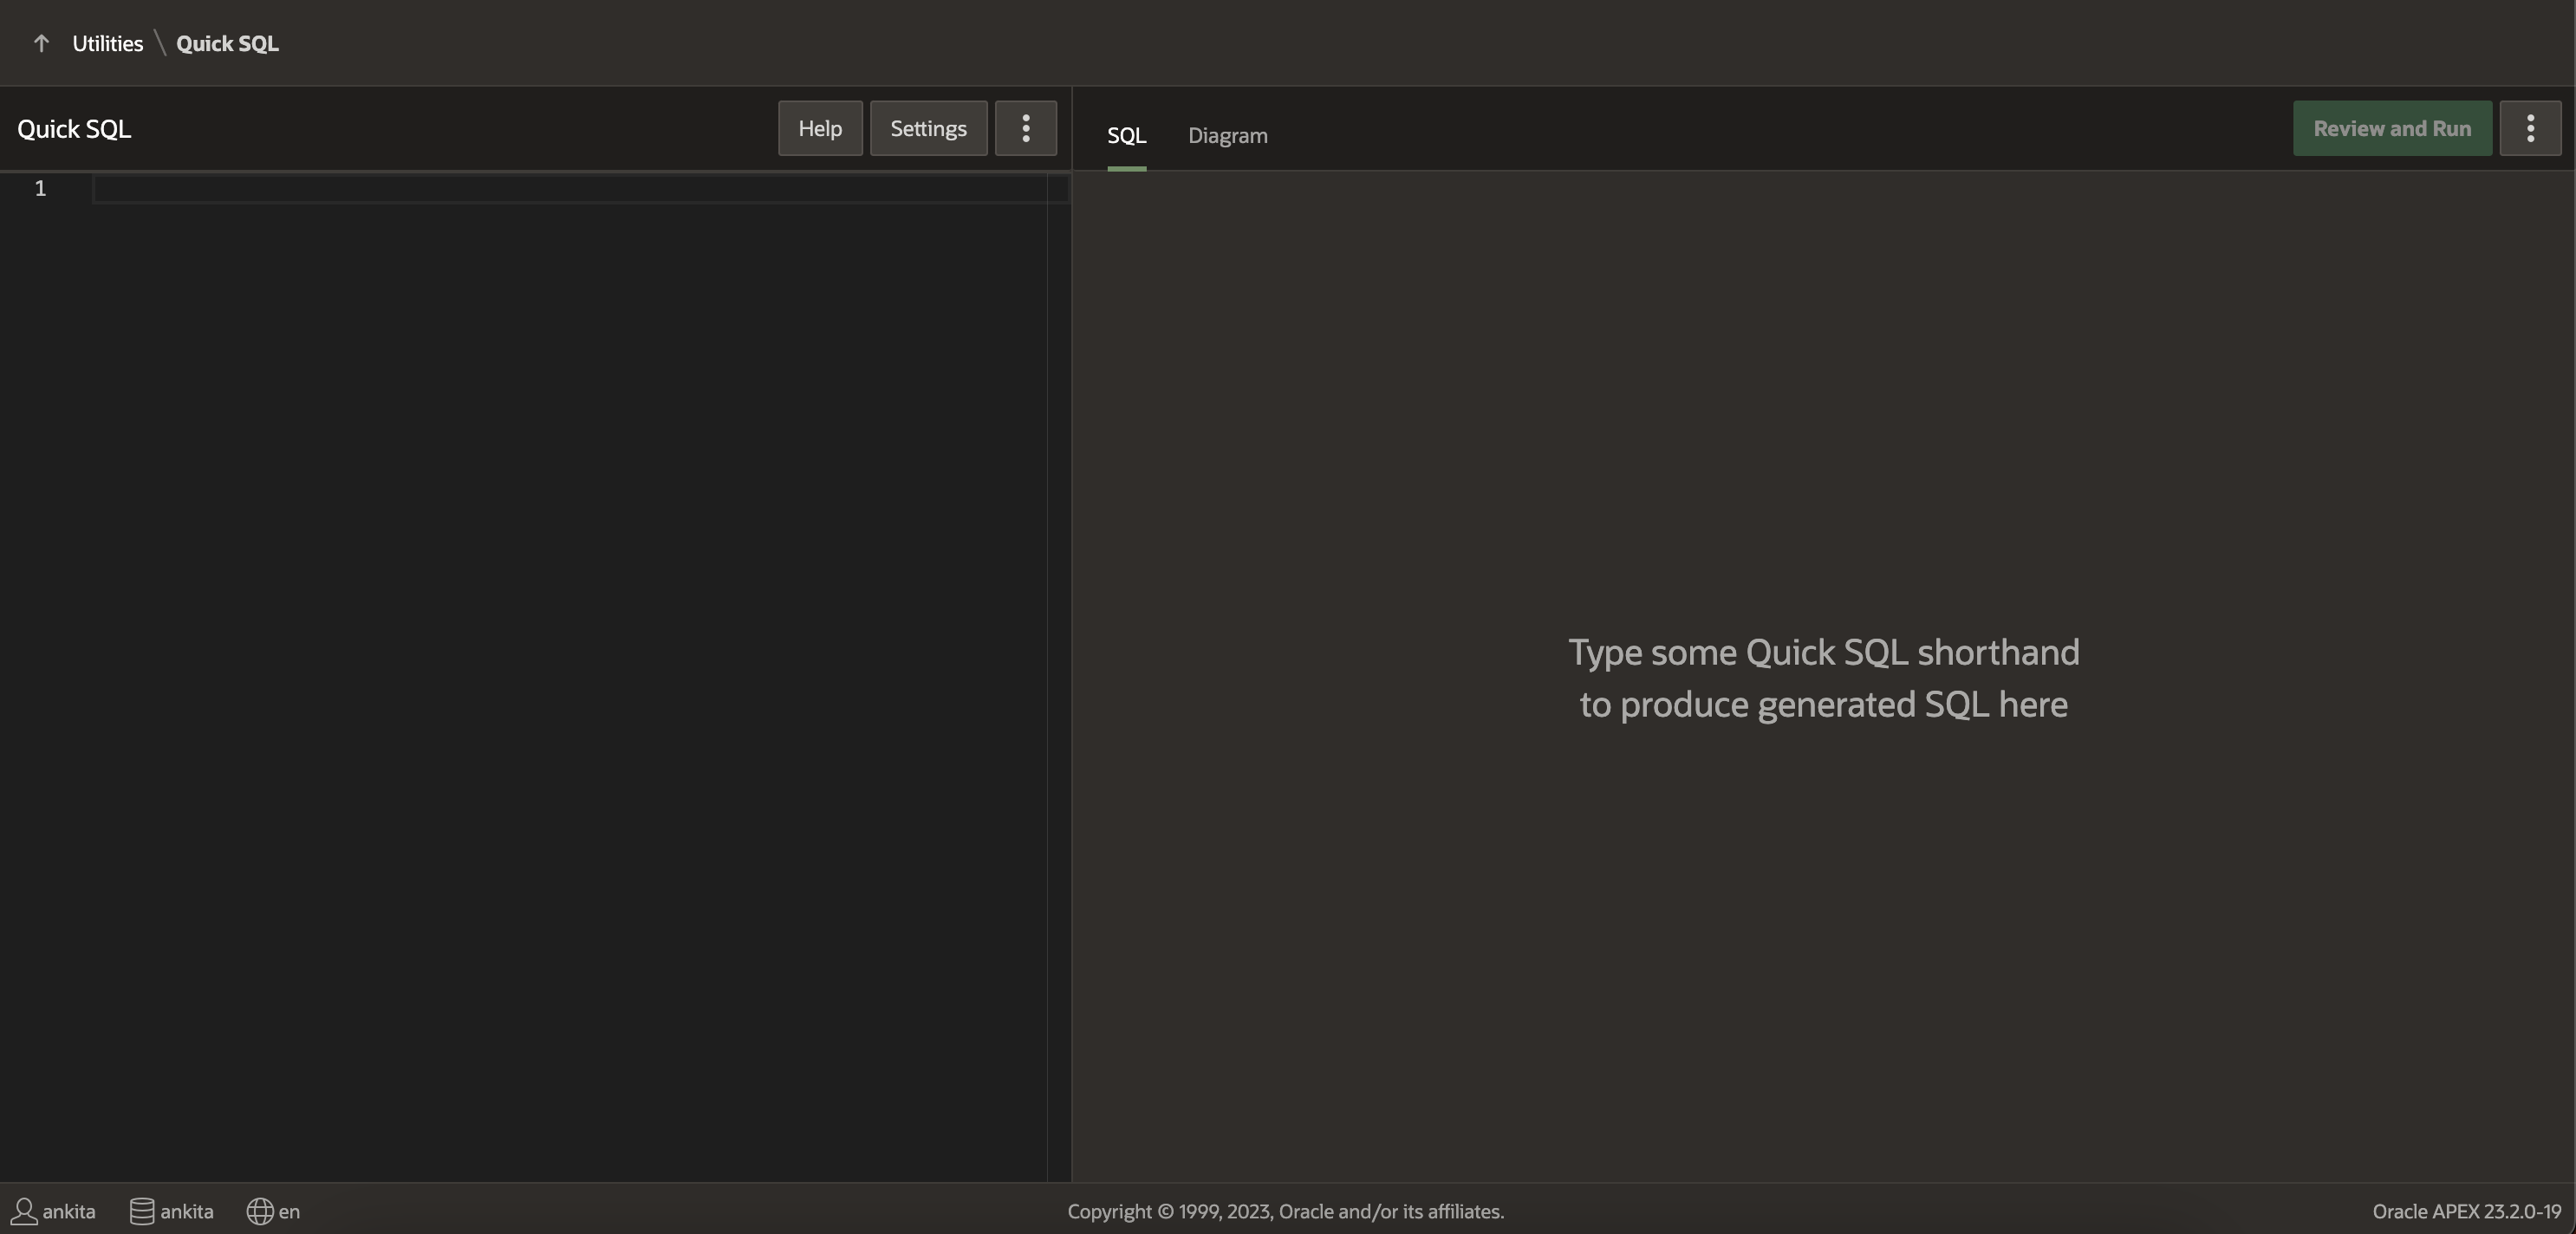 Utilities \ Quick SQL
Quick SQL
Help
Settings
SQL
Diagram
Review and Run
1
Type some Quick SQL shorthand
to produce generated SQL here
ankita
ankita
en
Copyright © 1999, 2023, Oracle and/or its affiliates.
Oracle APEX 23.2.0-19